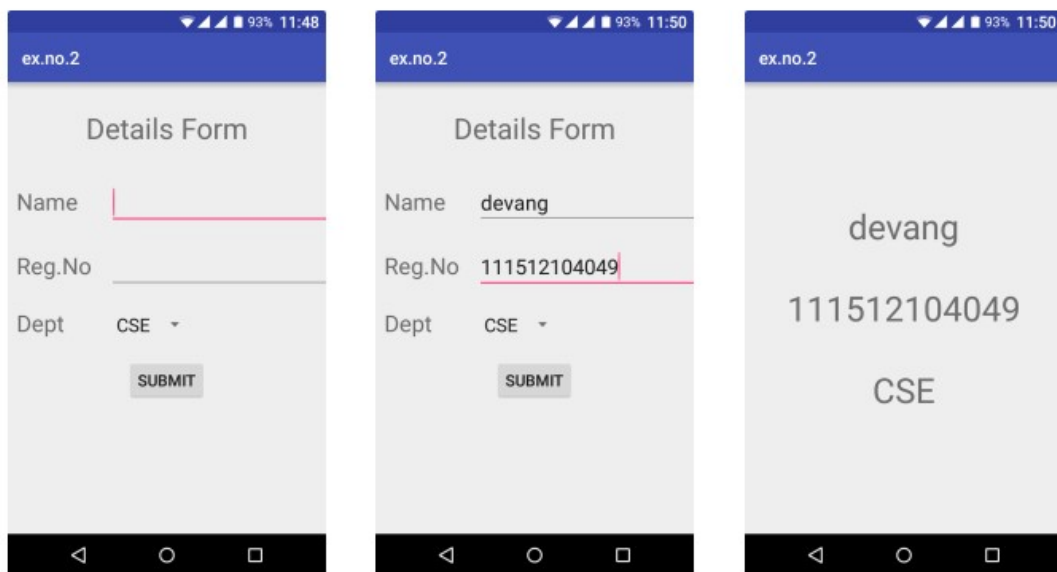 93% 11:48
ex.no.2
Details Form
Name
Reg.No
Dept CSE
SUBMIT
93% 11:50
ex.no.2
Details Form
Name devang
Reg.No 111512104049
Dept CSE
SUBMIT
93% 11:50
ex.no.2
devang
111512104049
CSE